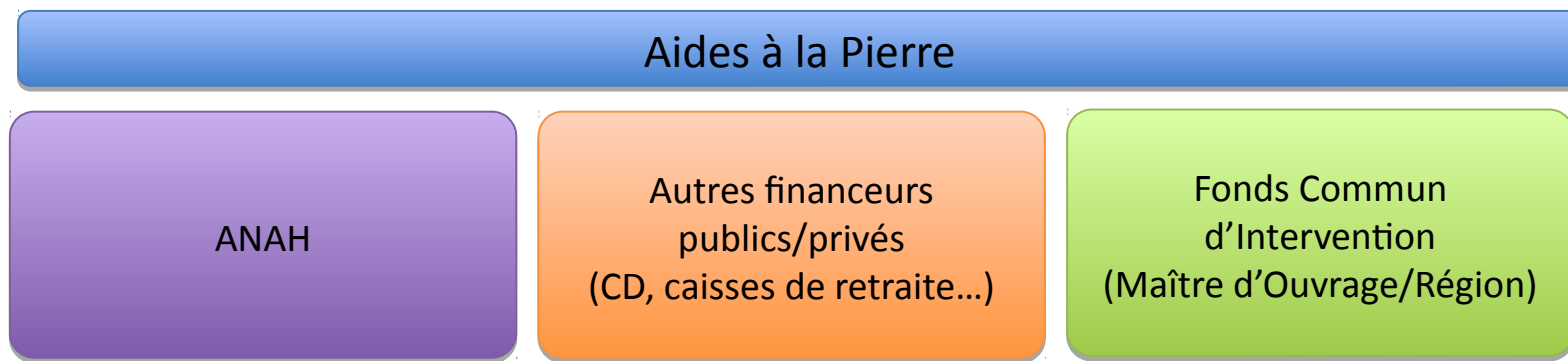 Aides à la Pierre
ANAH
Autres financeurs
publics/privés
(CD, caisses de retraite…)
Fonds Commun
d’Intervention
(Maître d’Ouvrage/Région)